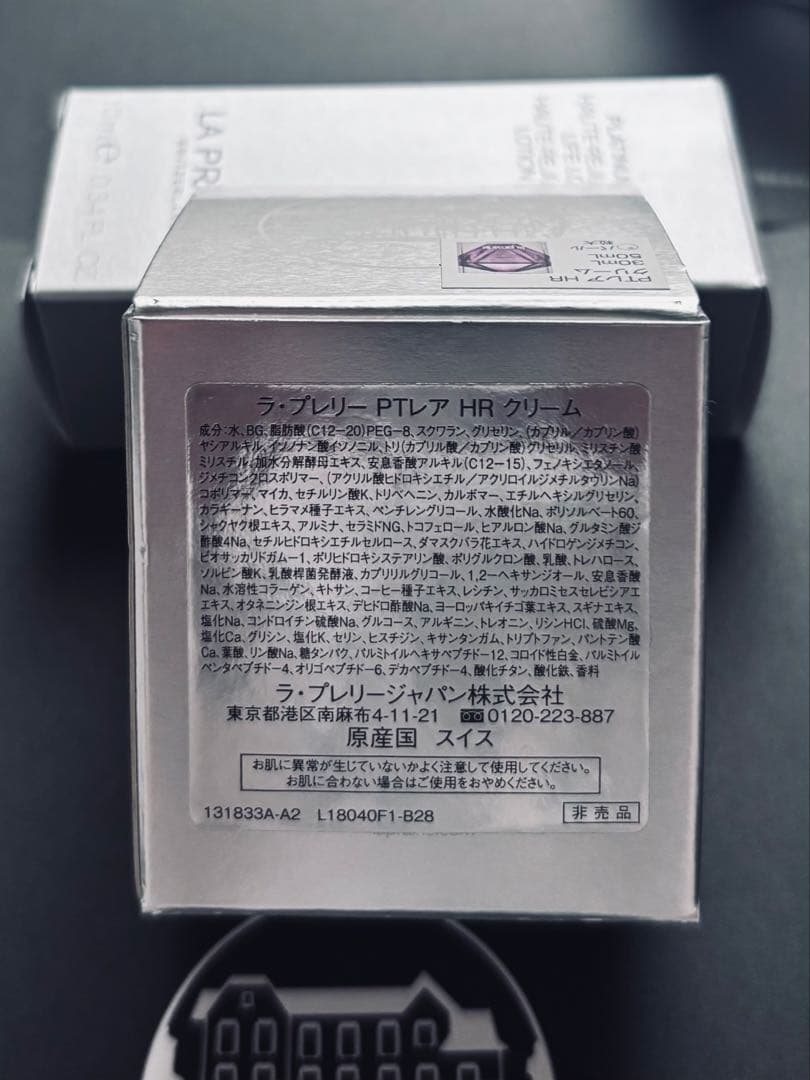 LA PR
PLATINU
HAUTE-RE
LIFE LO
LOTION
PTレア HR
クリーム
30mL
50mL
ラ・プレリー PTレア HR クリーム
成分:水、BG、脂肪酸(C12-20)PEG-8、スクワラン、グリセリン、(カプリル/カプリン酸)
ヤシアルキル、イソノナン酸イソノニル、トリ(カプリル酸/カプリン酸)グリセリル、ミリスチン酸
ミリスチル、加水分解酵母エキス、安息香酸アルキル(C12-15)、フェノキシエタノール、
ジメチコンクロスポリマー、(アクリル酸ヒドロキシエチル/アクリロイルジメチルタウリンNa)
コポリマー、マイカ、セチルリン酸K、トリベヘニン、カルボマー、エチルヘキシルグリセリン、
カラギーナン、ヒラマメ種子エキス、ペンチレングリコール、水酸化Na、ポリソルベート60、
シャクヤク根エキス、アルミナ、セラミドNG、トコフェロール、ヒアルロン酸Na、グルタミン酸ジ
酢酸4Na、セチルヒドロキシエチルセルロース、ダマスクバラ花エキス、ハイドロゲンジメチコン、
ビオサッカリドガム-1、ポリヒドロキシステアリン酸、ポリグルクロン酸、乳酸、トレハロース、
ソルビン酸K、乳酸桿菌発酵液、カプリリルグリコール、1,2-ヘキサンジオール、安息香酸
Na、水溶性コラーゲン、キトサン、コーヒー種子エキス、レシチン、サッカロミセスセレビシアエ
エキス、オタネニンジン根エキス、デヒドロ酢酸Na、ヨーロッパキイチゴ葉エキス、スギナエキス、
塩化Na、コンドロイチン硫酸Na、グルコース、アルギニン、トレオニン、リシンHCl、硫酸Mg、
塩化Ca、グリシン、塩化K、セリン、ヒスチジン、キサンタンガム、トリプトファン、パントテン酸
Ca、葉酸、リン酸Na、糖タンパク、パルミトイルヘキサペプチド-12、コロイド性白金、パルミトイル
ペンタペプチド-4、オリゴペプチド-6、デカペプチド-4、酸化チタン、酸化鉄、香料
ラ・プレリージャパン株式会社
東京都港区南麻布4-11-21 0120-223-887
原産国 スイス
お肌に異常が生じていないかよく注意して使用してください。
お肌に合わない場合はご使用をおやめください。
131833A-A2 L18040F1-B28 非売品